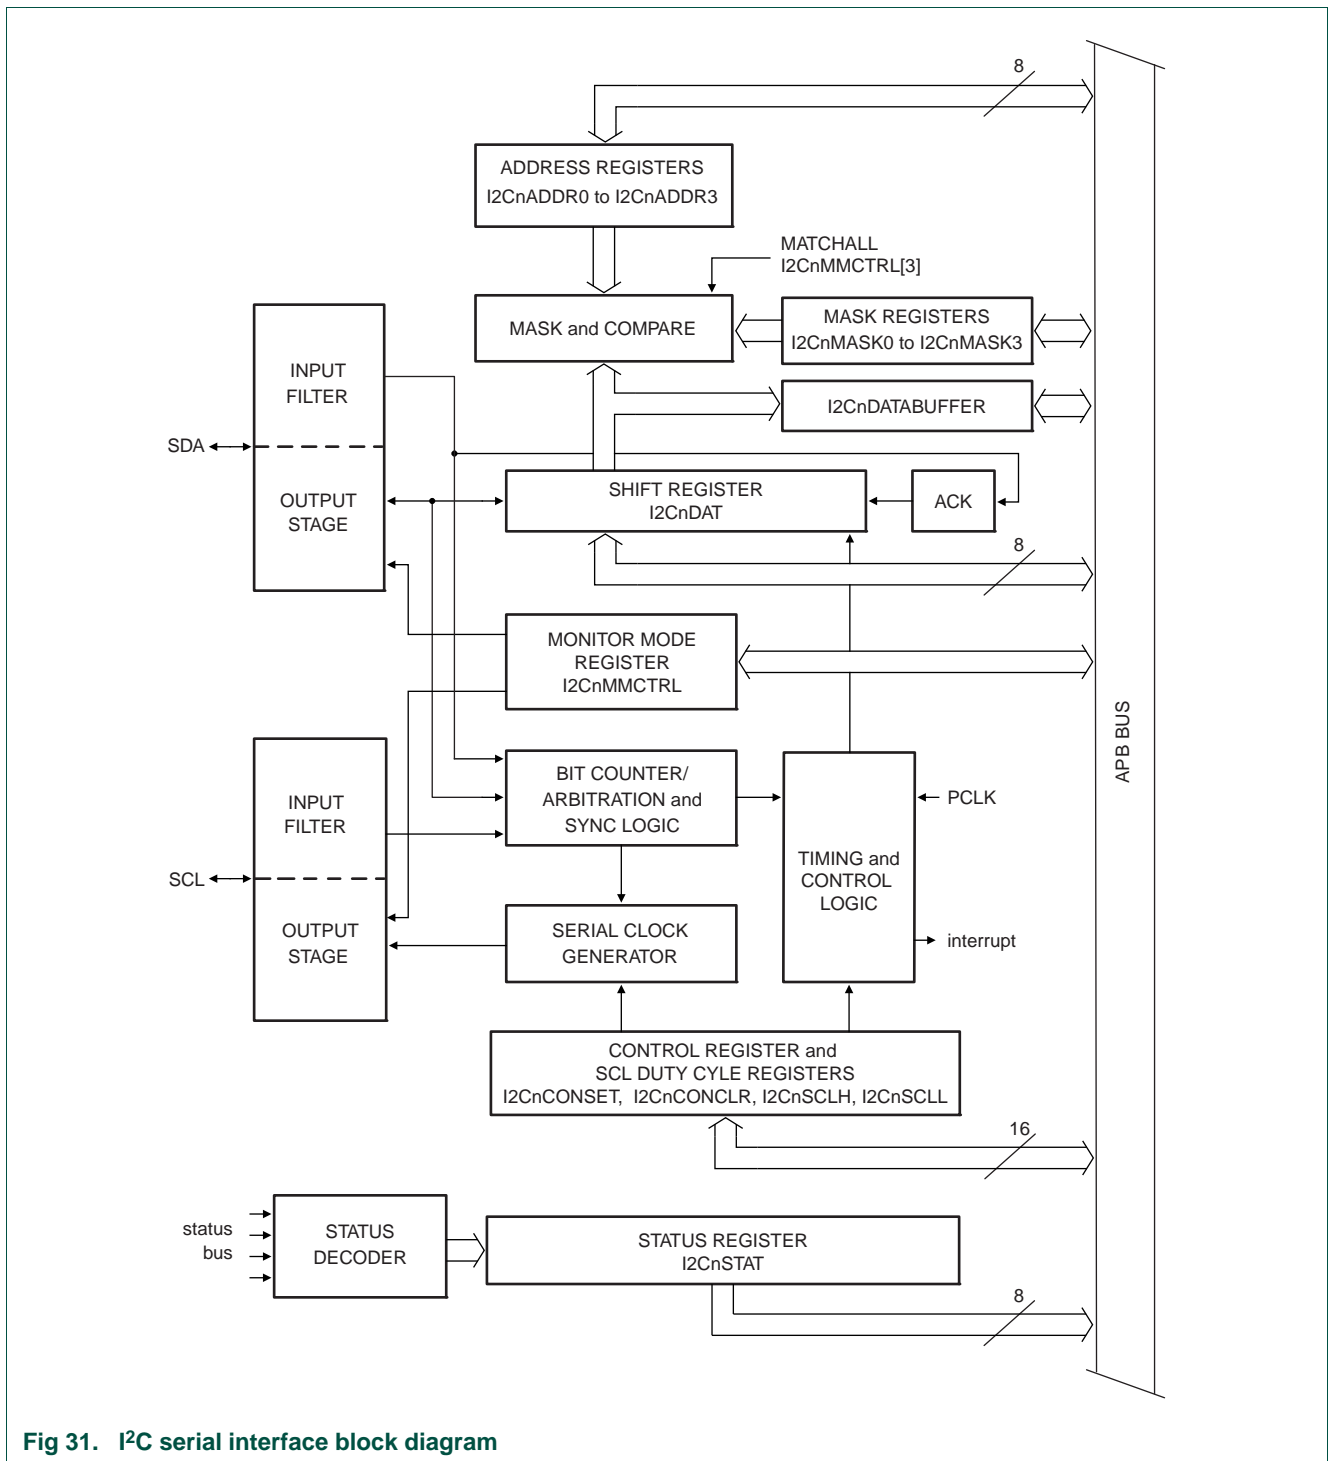 8
ADDRESS REGISTERS
I2CnADDR0 to I2CnADDR3
MATCHALL
I2CnMMCTRL[3]
MASK and COMPARE
MASK REGISTERS
I2CnMASK0 to I2CnMASK3
I2CnDATABUFFER
INPUT
FILTER
SDA
OUTPUT
STAGE
SHIFT REGISTER
I2CnDAT
ACK
8
MONITOR MODE
REGISTER
I2CnMMCTRL
APB BUS
BIT COUNTER/
ARBITRATION and
SYNC LOGIC
PCLK
INPUT
FILTER
TIMING and
CONTROL
LOGIC
SCL
OUTPUT
STAGE
SERIAL CLOCK
GENERATOR
interrupt
CONTROL REGISTER and
SCL DUTY CYLE REGISTERS
I2CnCONSET, I2CnCONCLR, I2CnSCLH, I2CnSCLL
16
status
bus
STATUS
DECODER
STATUS REGISTER
I2CnSTAT
8
Fig 31. I²C serial interface block diagram